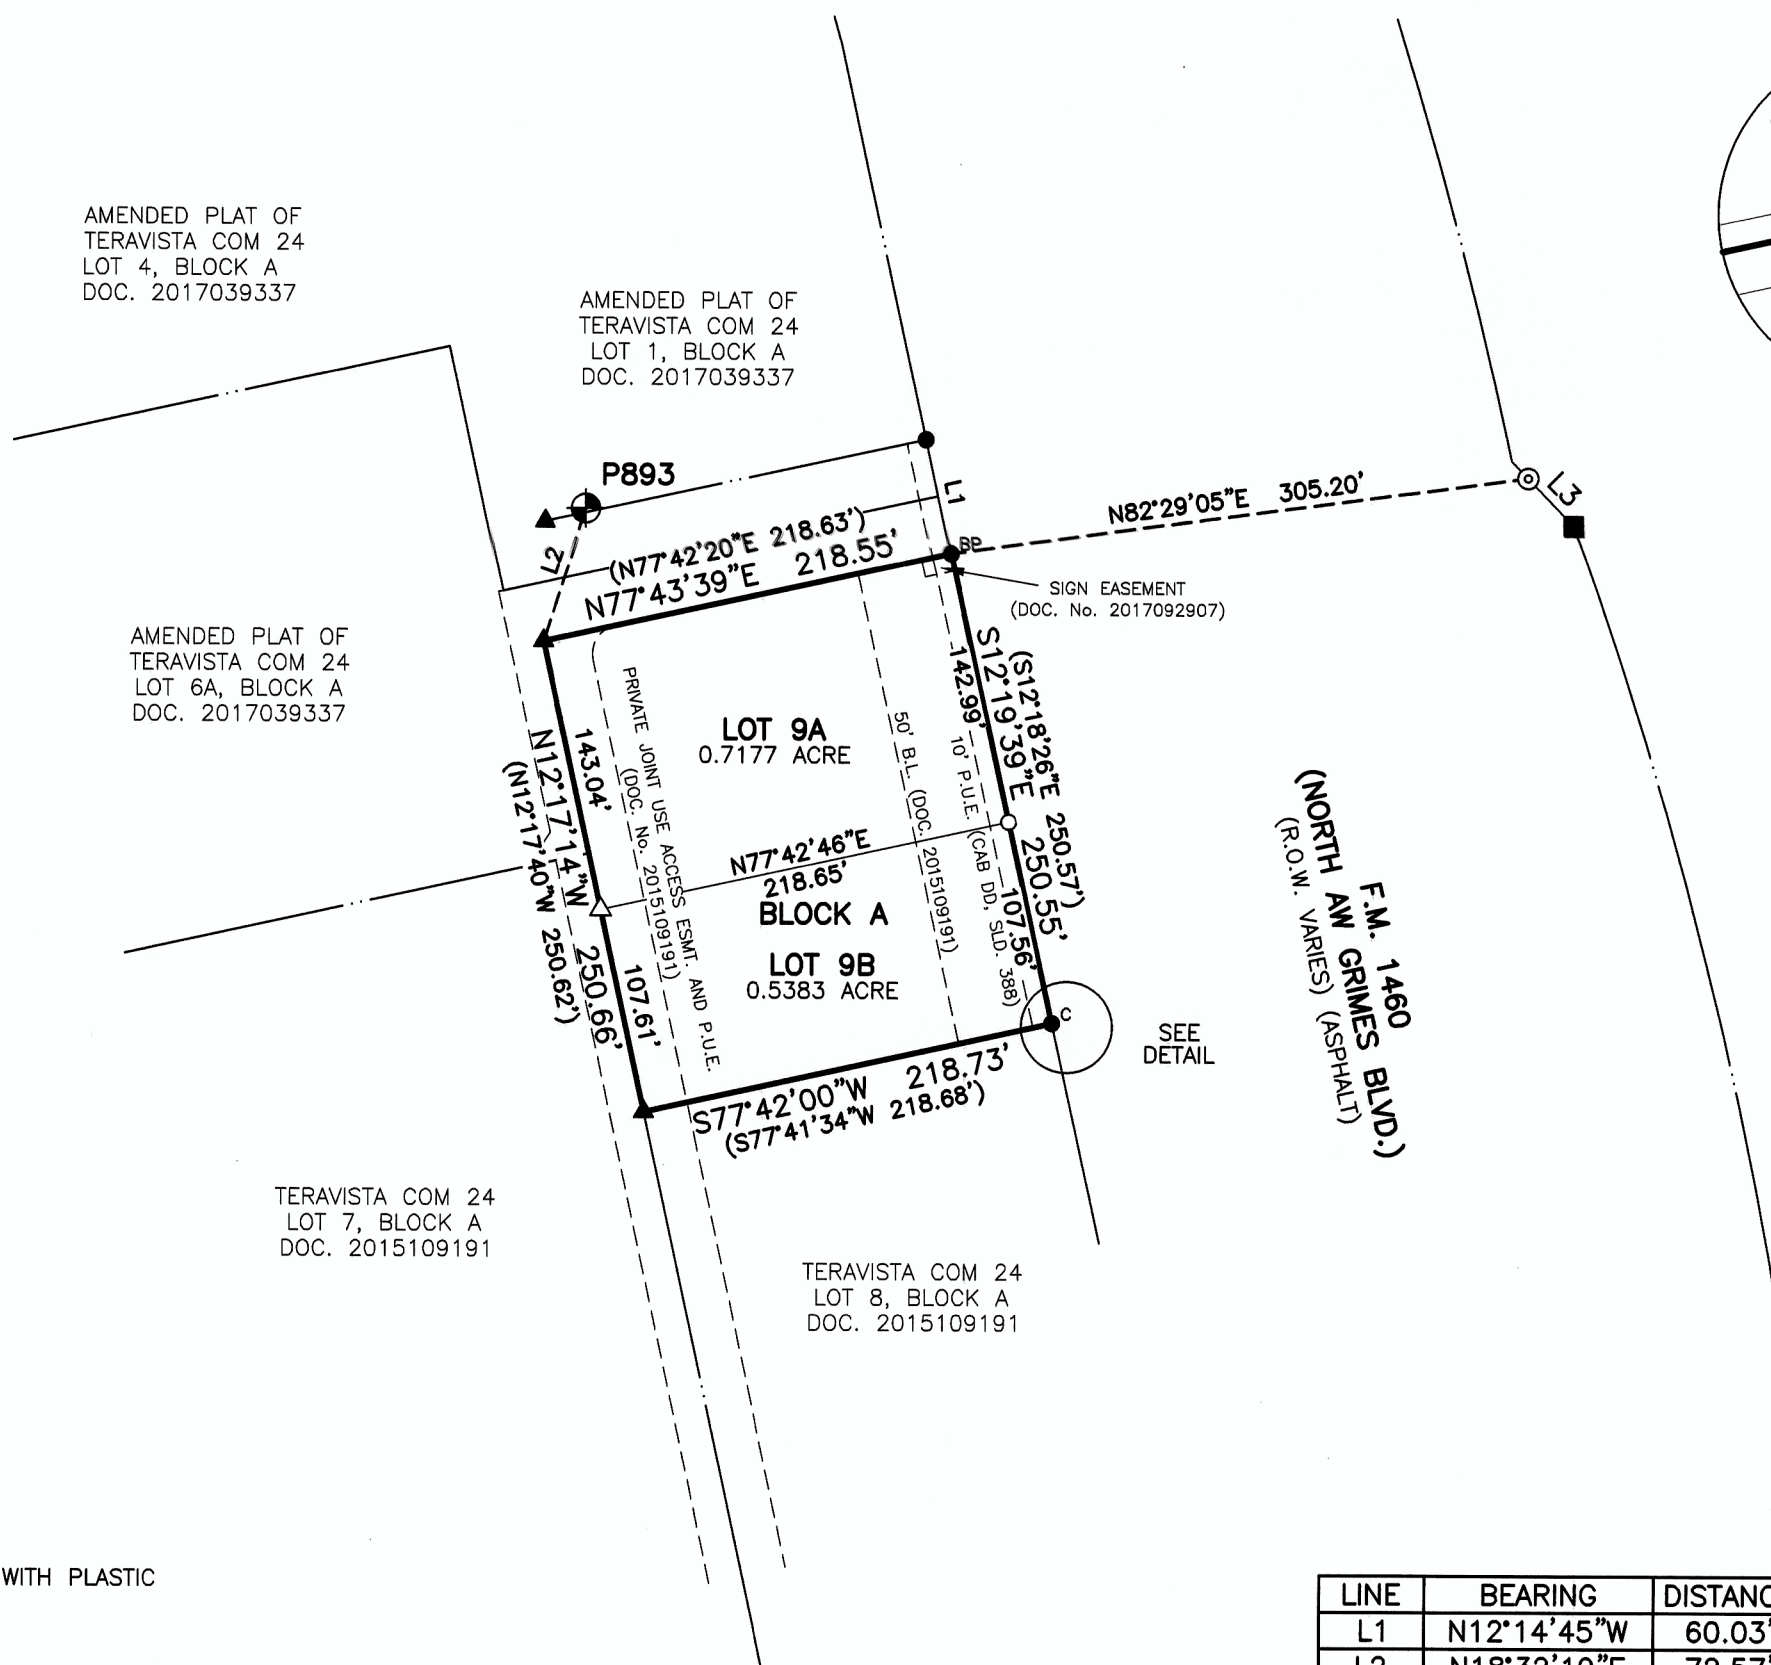 AMENDED PLAT OF
TERAVISTA COM 24
LOT 4, BLOCK A
DOC. 2017039337
AMENDED PLAT OF
TERAVISTA COM 24
LOT 1, BLOCK A
DOC. 2017039337
P893
L1
L2
L3
N82°29'05"E 305.20'
(N77°42'20"E 218.63')
N77°43'39"E 218.55'
BP
SIGN EASEMENT
(DOC. No. 2017092907)
AMENDED PLAT OF
TERAVISTA COM 24
LOT 6A, BLOCK A
DOC. 2017039337
PRIVATE JOINT USE ACCESS ESMT. AND P.U.E.
(DOC. No. 2015109191)
LOT 9A
0.7177 ACRE
50' B.L. (DOC. 2015109191)
10' P.U.E. (CAB DD, SLD. 388)
142.99'
S12°19'39"E 250.55'
(S12°18'26"E 250.57')
143.04'
N12°17'14"W 250.66'
(N12°17'40"W 250.62')
N77°42'46"E
218.65'
BLOCK A
LOT 9B
0.5383 ACRE
107.56'
107.61'
C
SEE
DETAIL
S77°42'00"W 218.73'
(S77°41'34"W 218.68')
F.M. 1460
(NORTH AW GRIMES BLVD.)
(R.O.W. VARIES) (ASPHALT)
TERAVISTA COM 24
LOT 7, BLOCK A
DOC. 2015109191
TERAVISTA COM 24
LOT 8, BLOCK A
DOC. 2015109191
WITH PLASTIC
LINE BEARING DISTANC
L1 N12°14'45"W 60.03'